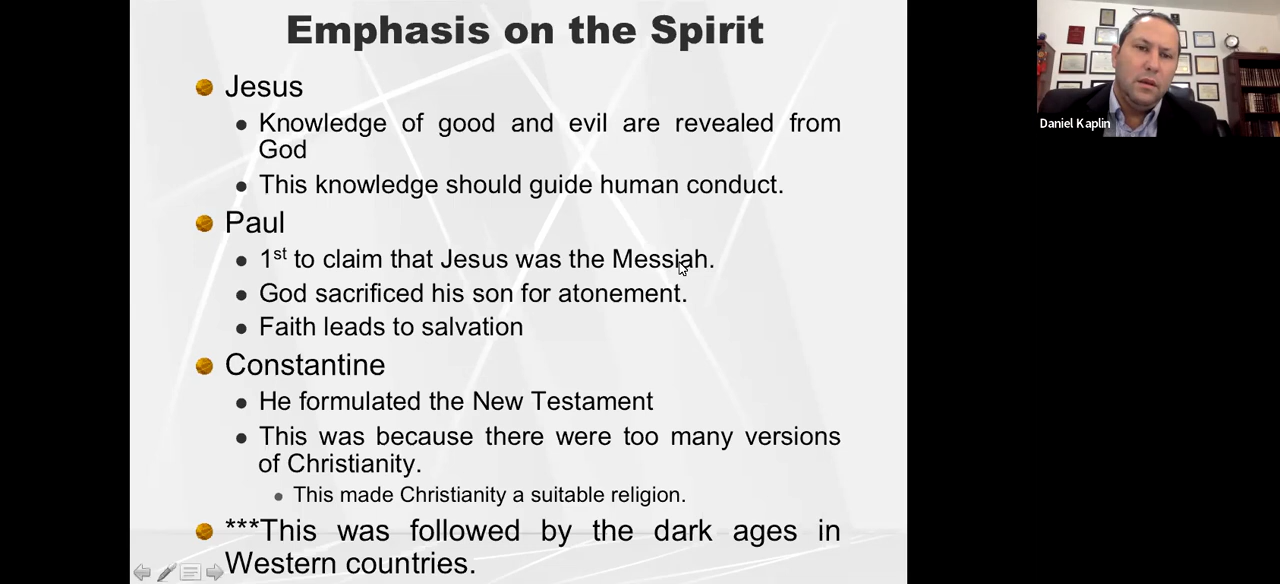 Emphasis on the Spirit
Jesus
Knowledge of good and evil are revealed from
God
This knowledge should guide human conduct.
Paul
1st to claim that Jesus was the Messiah.
God sacrificed his son for atonement.
Faith leads to salvation
Constantine
He formulated the New Testament
This was because there were too many versions
of Christianity.
This made Christianity a suitable religion.
***This was followed by the dark ages in
Western countries.
Daniel Kaplin